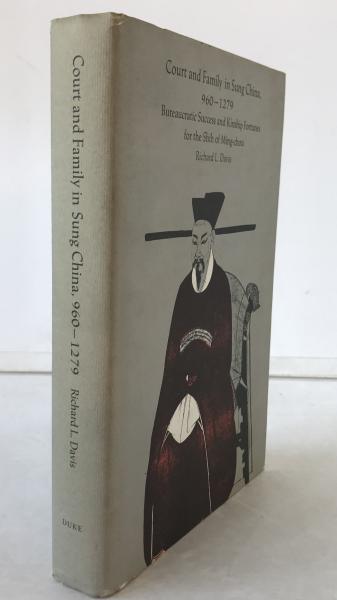 Court and Family in Sung China, 960–1279
Richard L. Davis
DUKE
Court and Family in Sung China,
960–1279
Bureaucratic Success and Kinship Fortunes
for the Shih of Ming-chou
Richard L. Davis